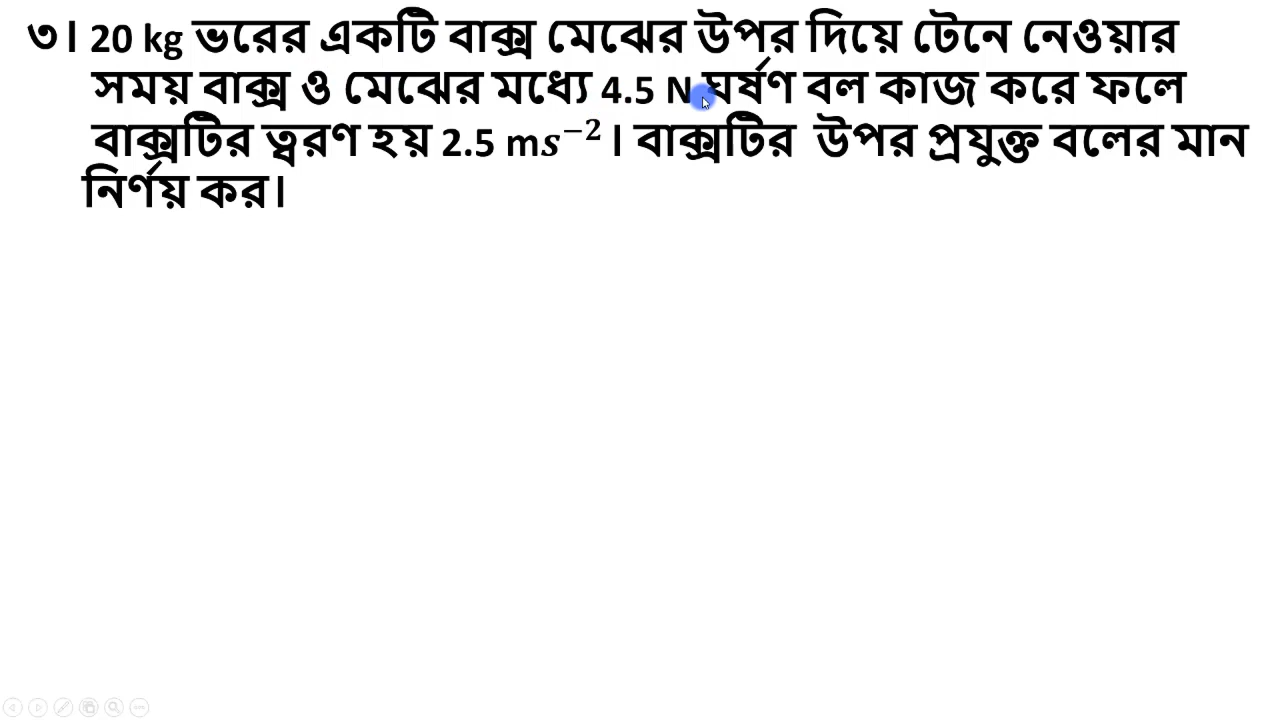 ৩। 20 kg ভরের একটি বাক্স মেঝের উপর দিয়ে টেনে নেওয়ার
সময় বাক্স ও মেঝের মধ্যে 4.5 N ঘর্ষণ বল কাজ করে ফলে
বাক্সটির ত্বরণ হয় 2.5 ms⁻²। বাক্সটির উপর প্রযুক্ত বলের মান
নির্ণয় কর।